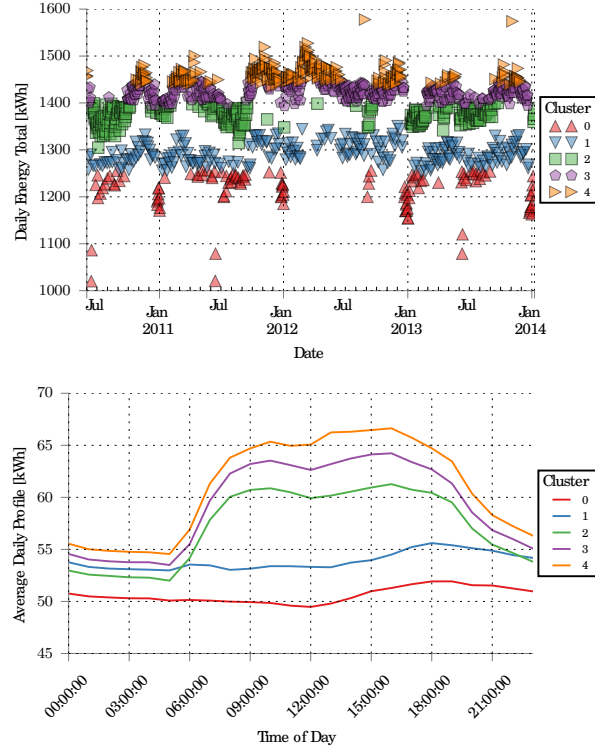 1600
1500
1400
1300
1200
1100
1000
Daily Energy Total [kWh]
Jul
Jan
2011
Jul
Jan
2012
Jul
Jan
2013
Jul
Jan
2014
Date
Cluster
0
1
2
3
4
70
65
60
55
50
45
Average Daily Profile [kWh]
00:00:00
03:00:00
06:00:00
09:00:00
12:00:00
15:00:00
18:00:00
21:00:00
Time of Day
Cluster
0
1
2
3
4